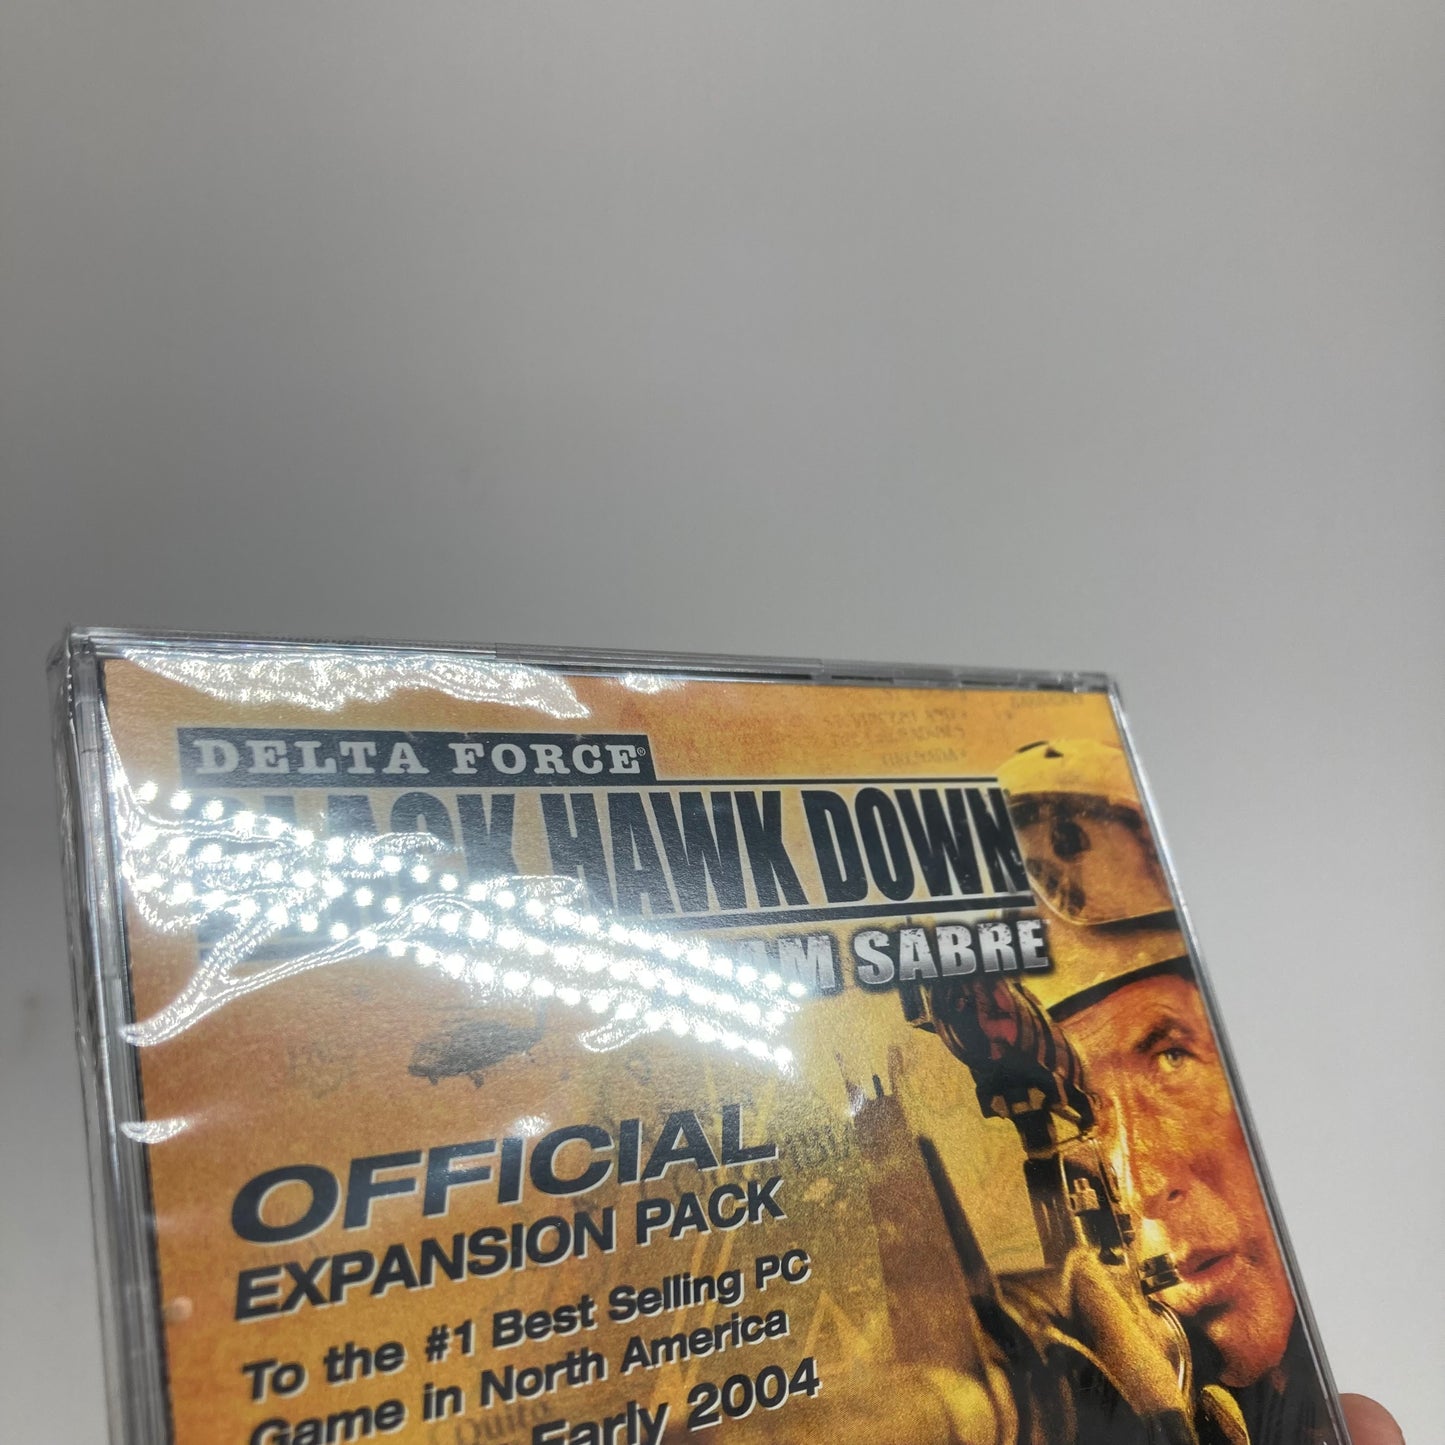 DELTA FORCE®
BLACK HAWK DOWN
SABRE
OFFICIAL
EXPANSION PACK
To the #1 Best Selling PC
Game in North America
Early 2004
Quito